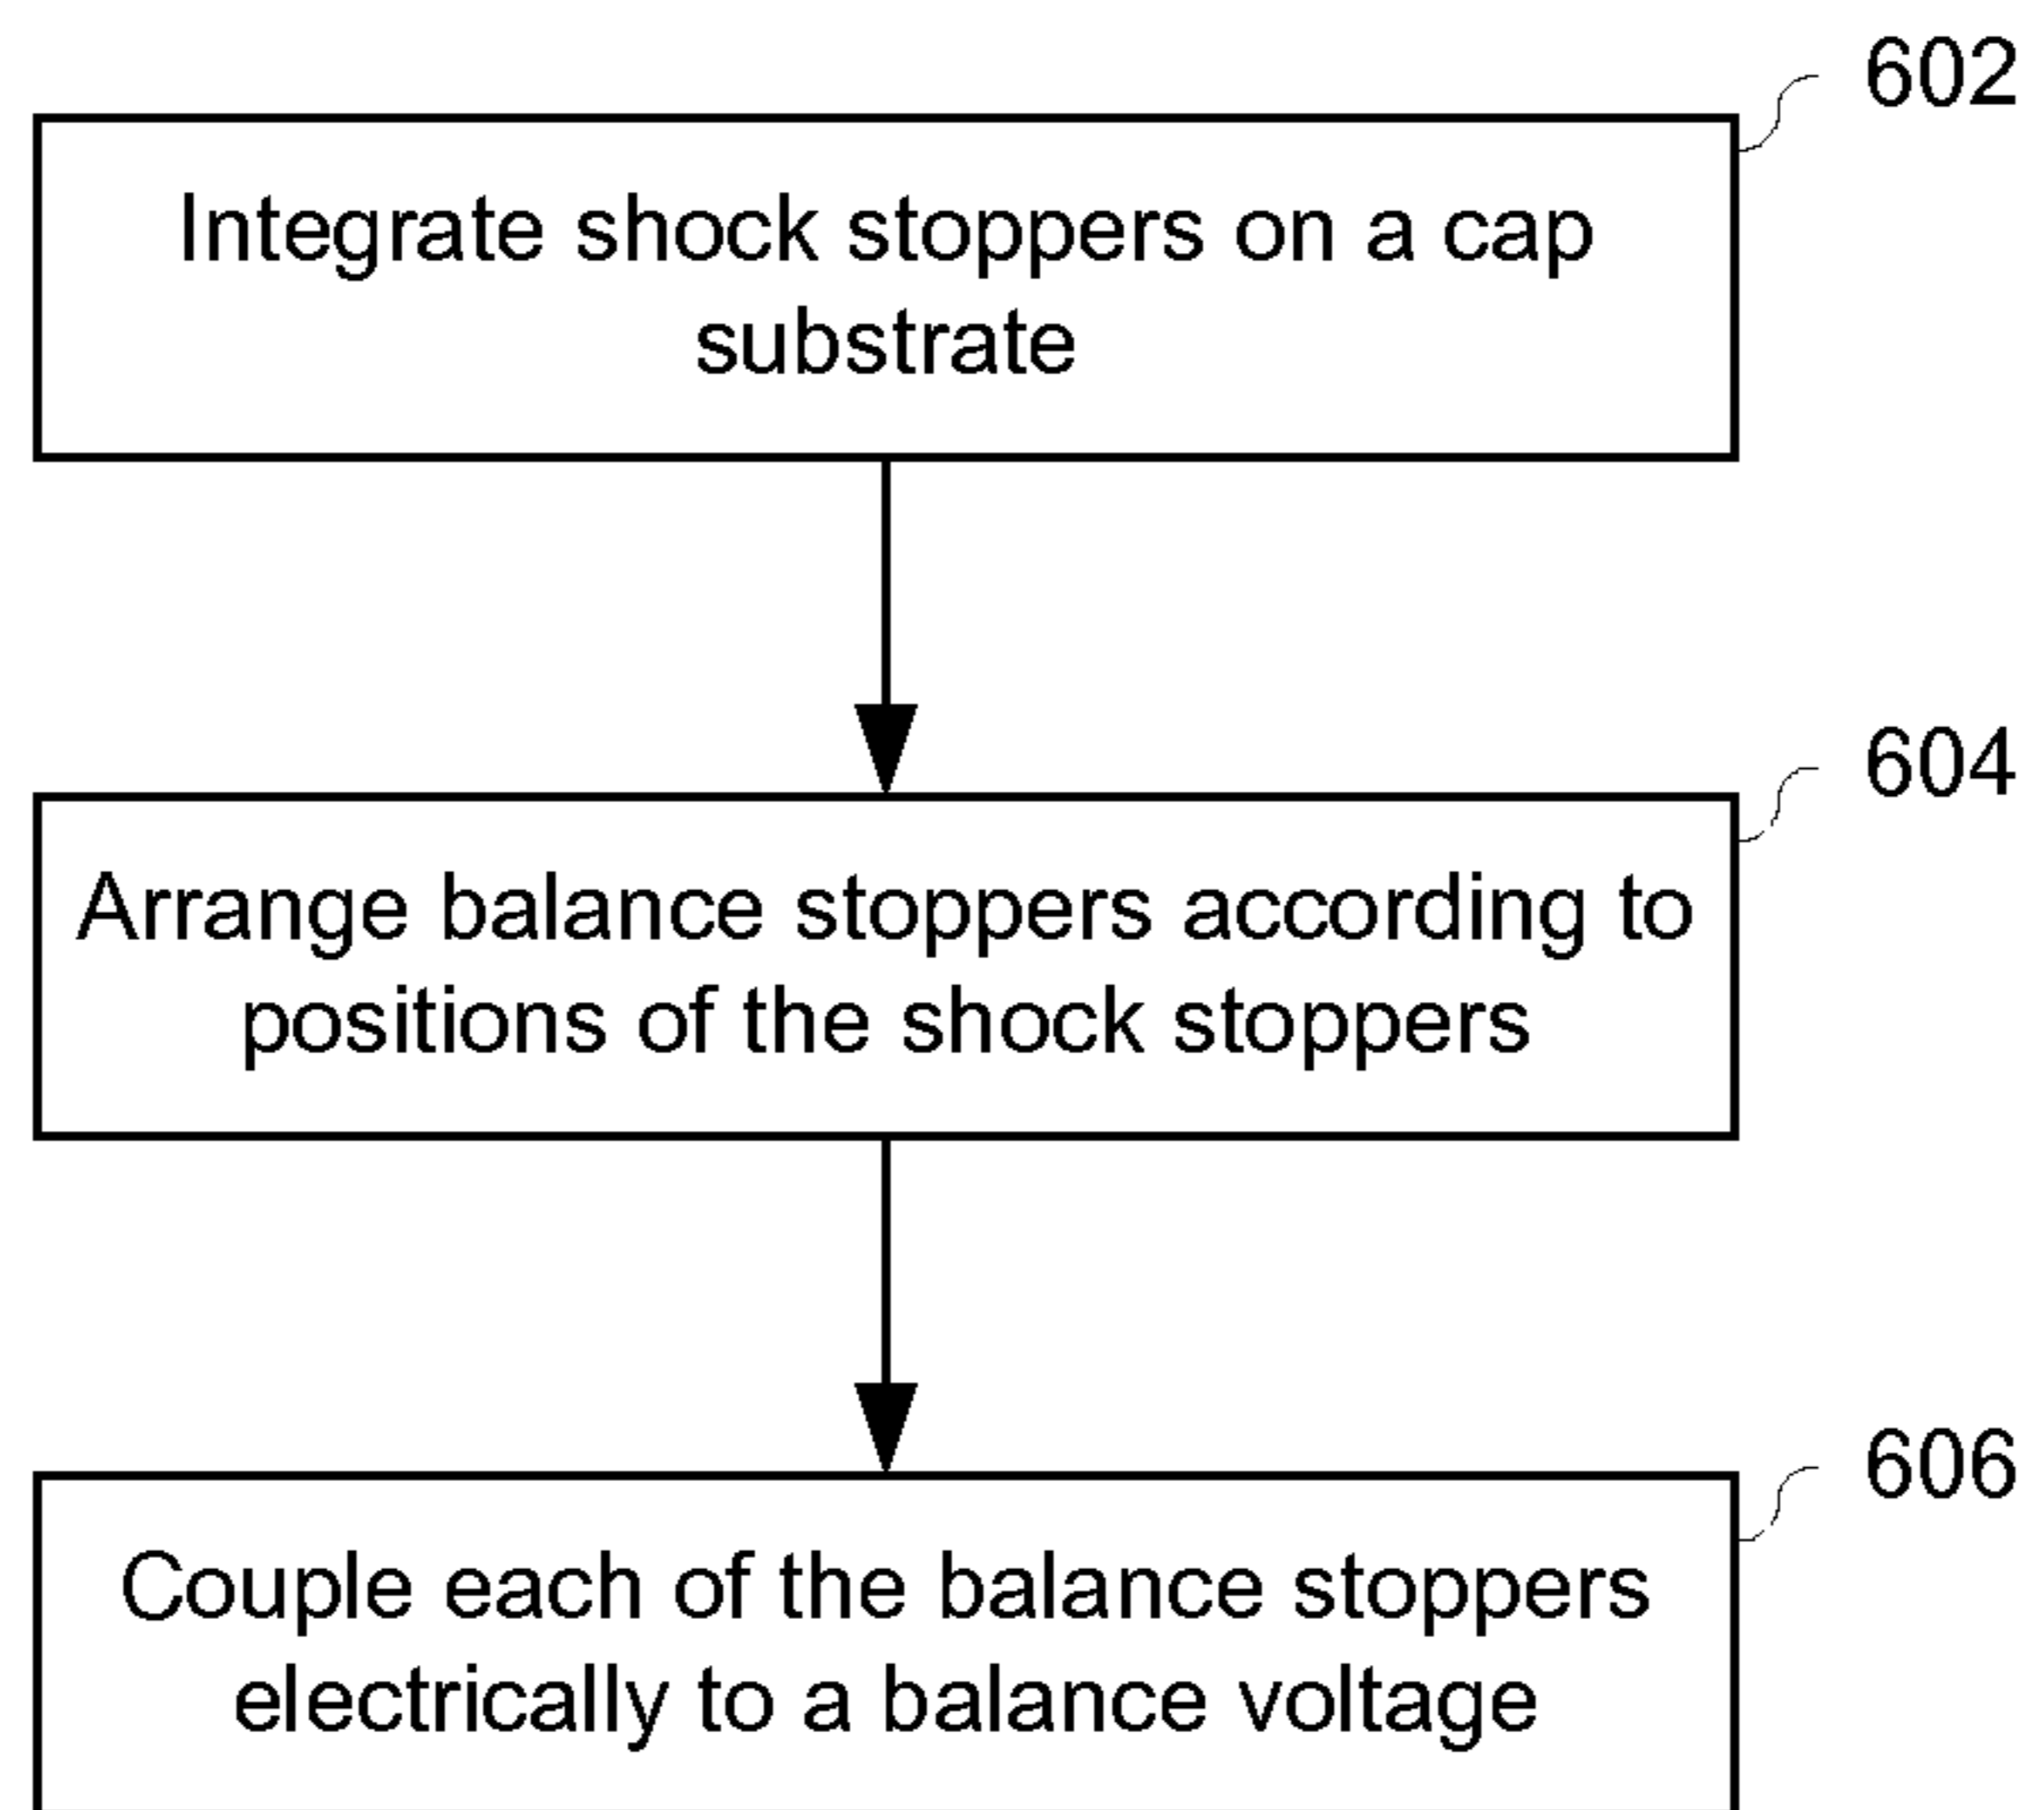 602
Integrate shock stoppers on a cap
substrate
604
Arrange balance stoppers according to
positions of the shock stoppers
606
Couple each of the balance stoppers
electrically to a balance voltage